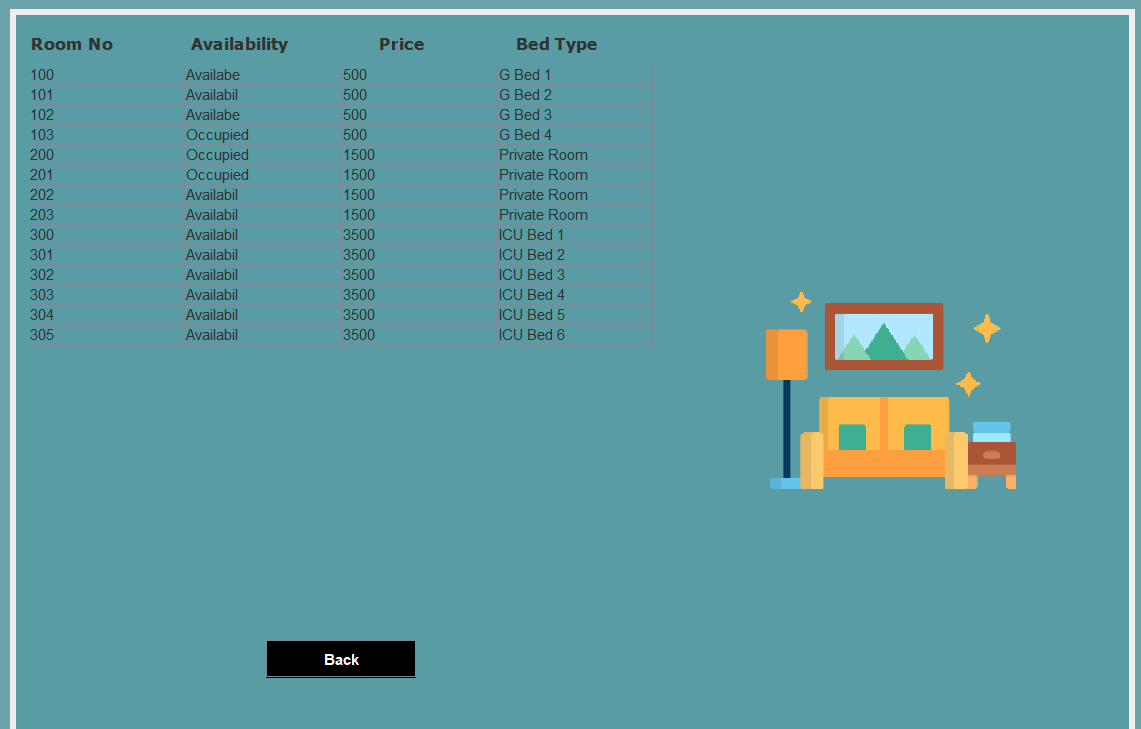 Room No Availability Price Bed Type
100 Availabe 500 G Bed 1
101 Availabil 500 G Bed 2
102 Availabe 500 G Bed 3
103 Occupied 500 G Bed 4
200 Occupied 1500 Private Room
201 Occupied 1500 Private Room
202 Availabil 1500 Private Room
203 Availabil 1500 Private Room
300 Availabil 3500 ICU Bed 1
301 Availabil 3500 ICU Bed 2
302 Availabil 3500 ICU Bed 3
303 Availabil 3500 ICU Bed 4
304 Availabil 3500 ICU Bed 5
305 Availabil 3500 ICU Bed 6
Back